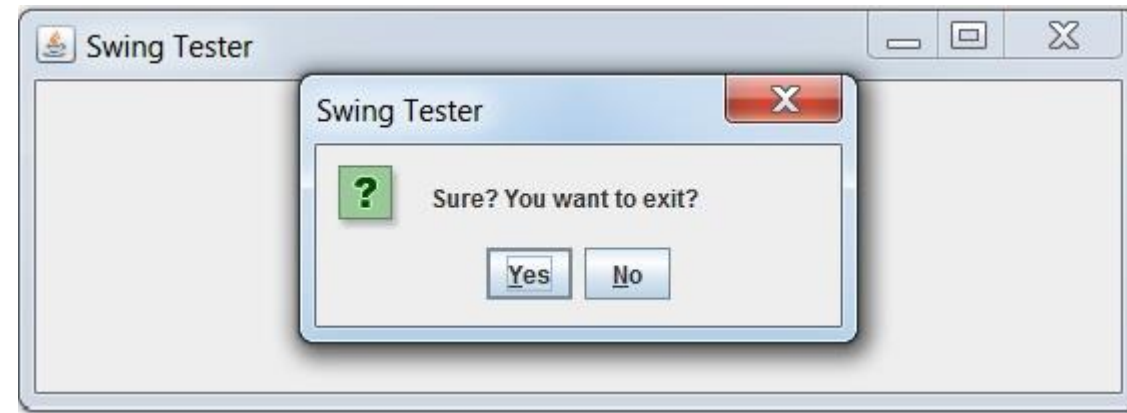 Swing Tester
Swing Tester
Sure? You want to exit?
Yes No